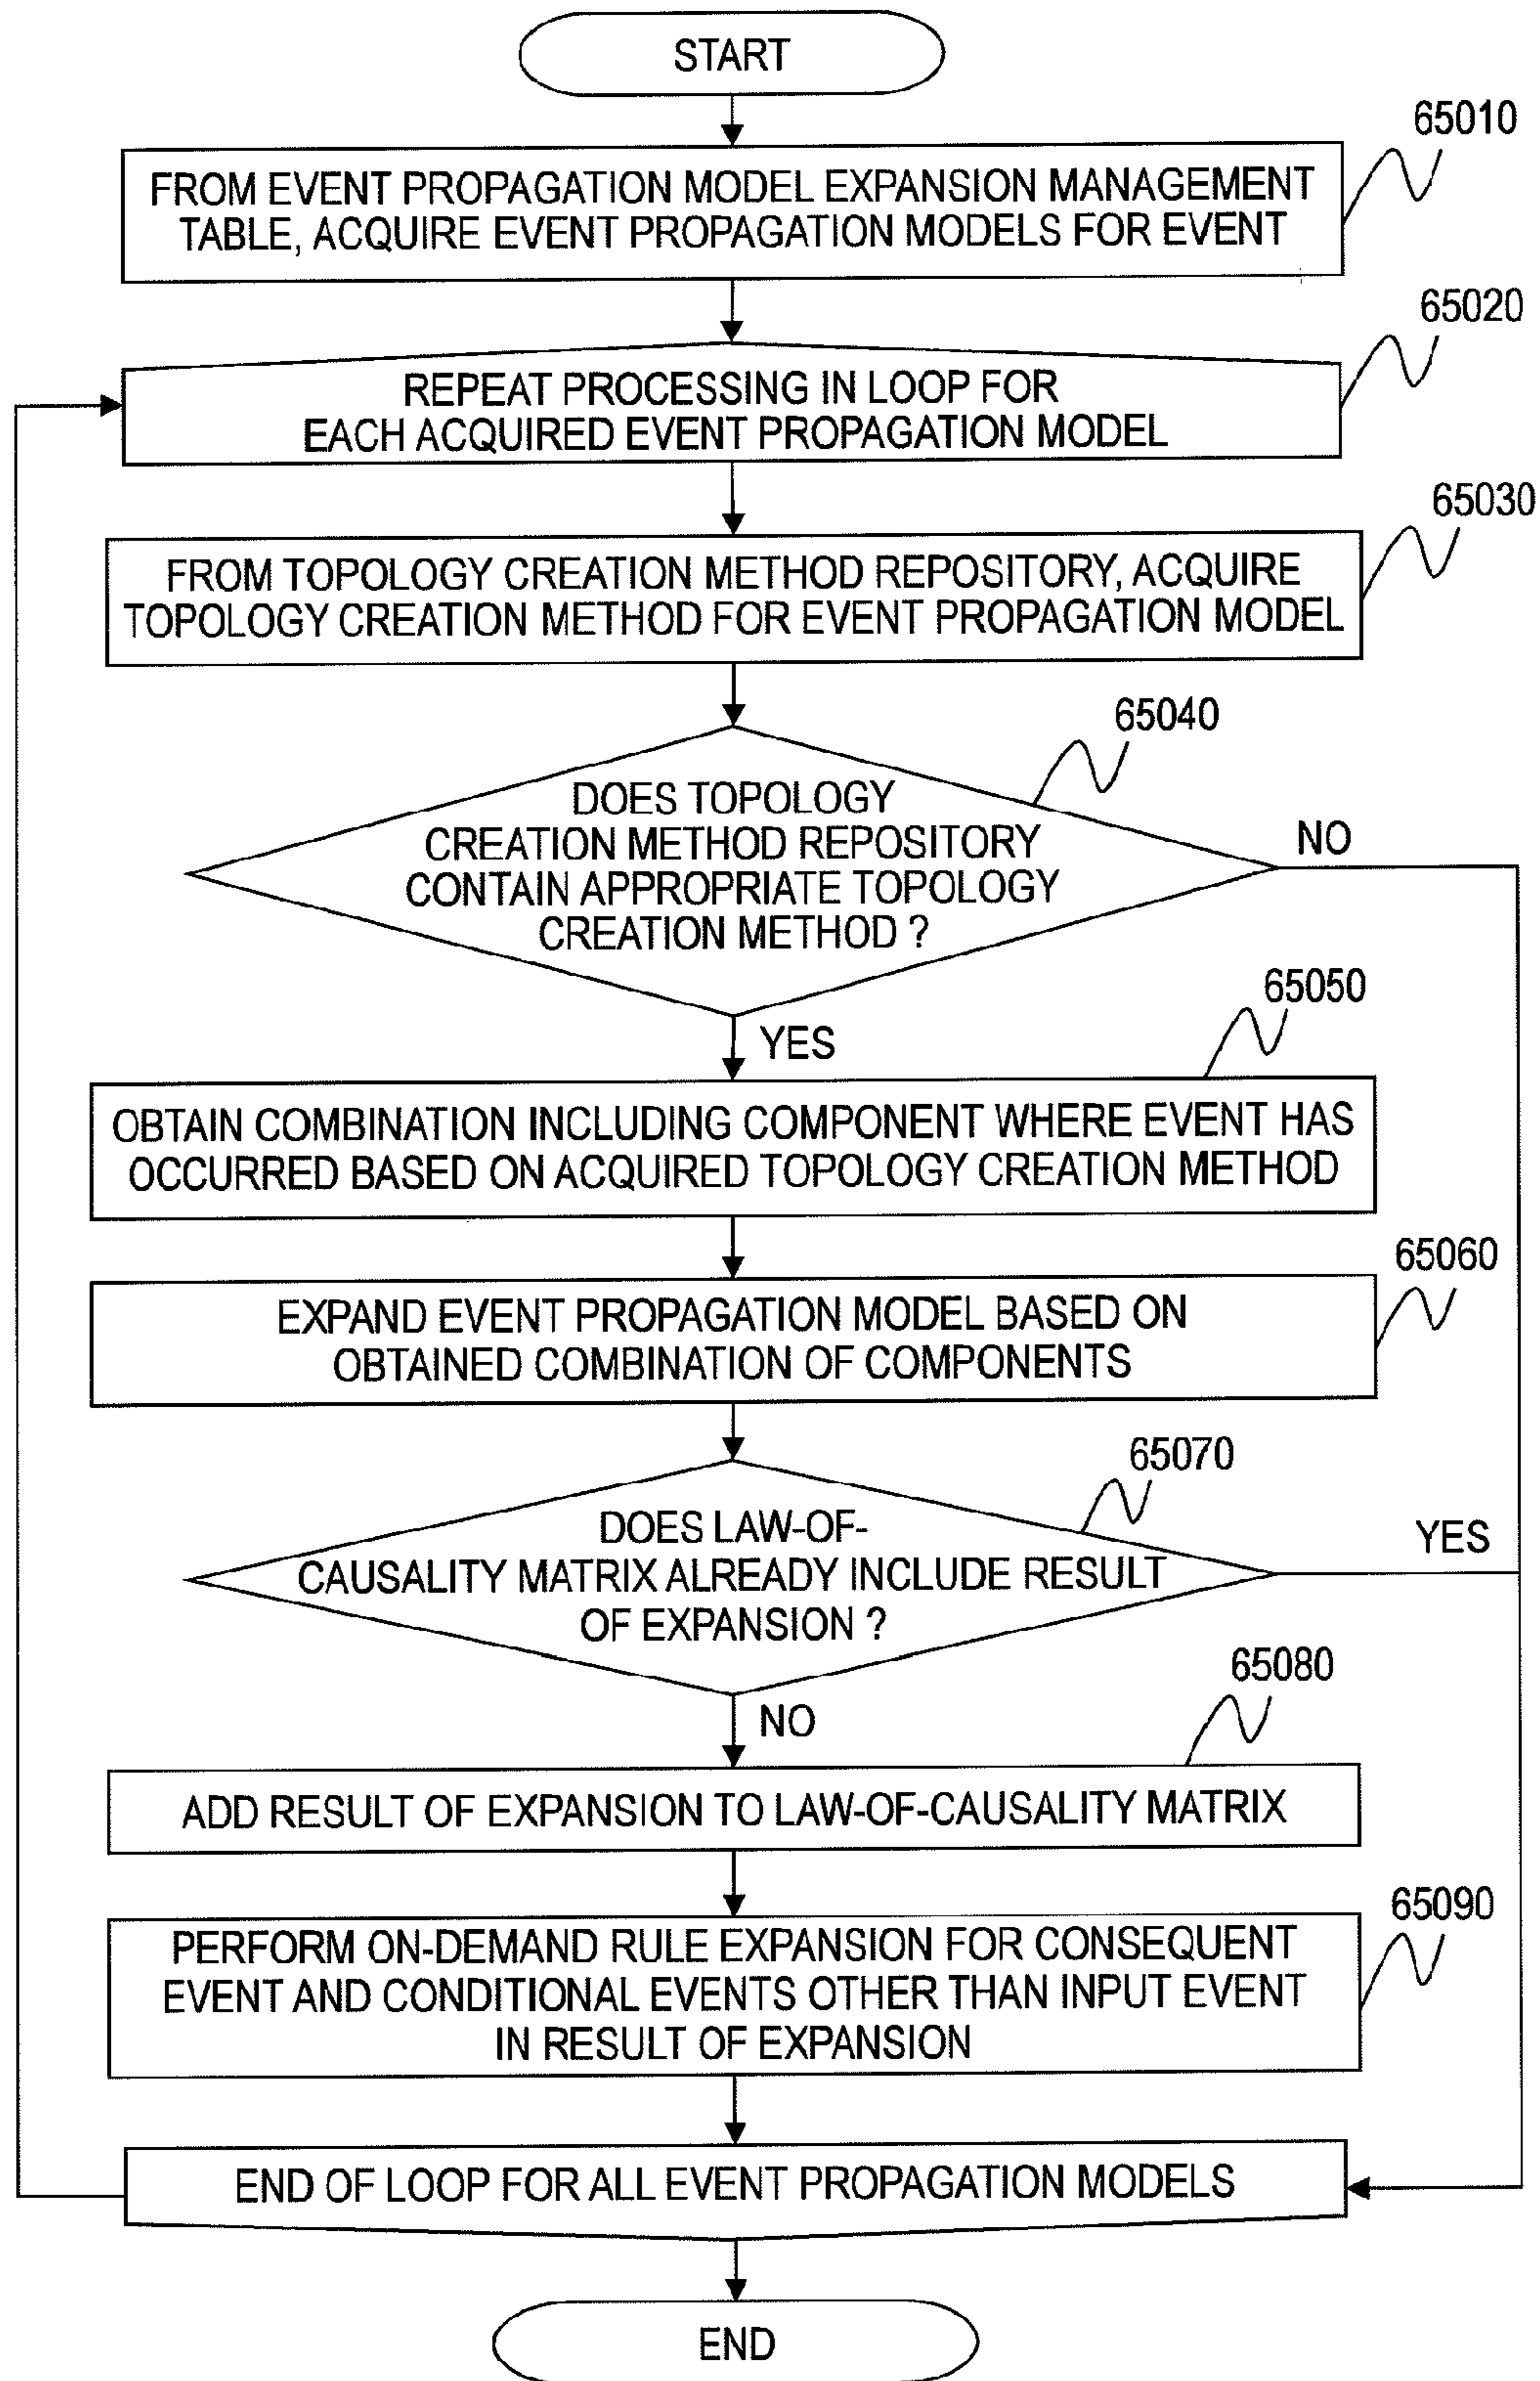 START
65010
FROM EVENT PROPAGATION MODEL EXPANSION MANAGEMENT
TABLE, ACQUIRE EVENT PROPAGATION MODELS FOR EVENT
65020
REPEAT PROCESSING IN LOOP FOR
EACH ACQUIRED EVENT PROPAGATION MODEL
65030
FROM TOPOLOGY CREATION METHOD REPOSITORY, ACQUIRE
TOPOLOGY CREATION METHOD FOR EVENT PROPAGATION MODEL
65040
DOES TOPOLOGY
CREATION METHOD REPOSITORY
CONTAIN APPROPRIATE TOPOLOGY
CREATION METHOD ?
NO
YES
65050
OBTAIN COMBINATION INCLUDING COMPONENT WHERE EVENT HAS
OCCURRED BASED ON ACQUIRED TOPOLOGY CREATION METHOD
65060
EXPAND EVENT PROPAGATION MODEL BASED ON
OBTAINED COMBINATION OF COMPONENTS
65070
DOES LAW-OF-
CAUSALITY MATRIX ALREADY INCLUDE RESULT
OF EXPANSION ?
YES
NO
65080
ADD RESULT OF EXPANSION TO LAW-OF-CAUSALITY MATRIX
65090
PERFORM ON-DEMAND RULE EXPANSION FOR CONSEQUENT
EVENT AND CONDITIONAL EVENTS OTHER THAN INPUT EVENT
IN RESULT OF EXPANSION
END OF LOOP FOR ALL EVENT PROPAGATION MODELS
END